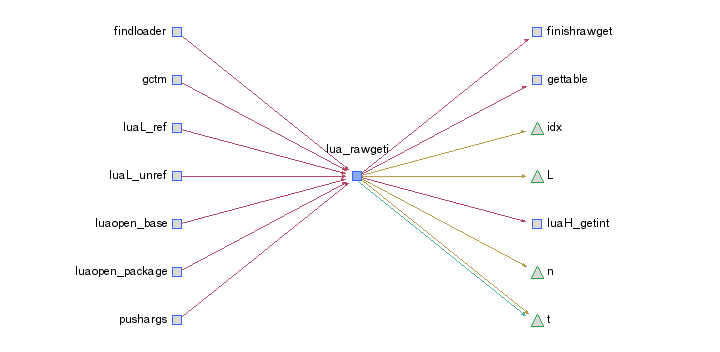 findloader
gctm
luaL_ref
luaL_unref
luaopen_base
luaopen_package
pushargs
lua_rawgeti
finishrawget
gettable
idx
L
luaH_getint
n
t